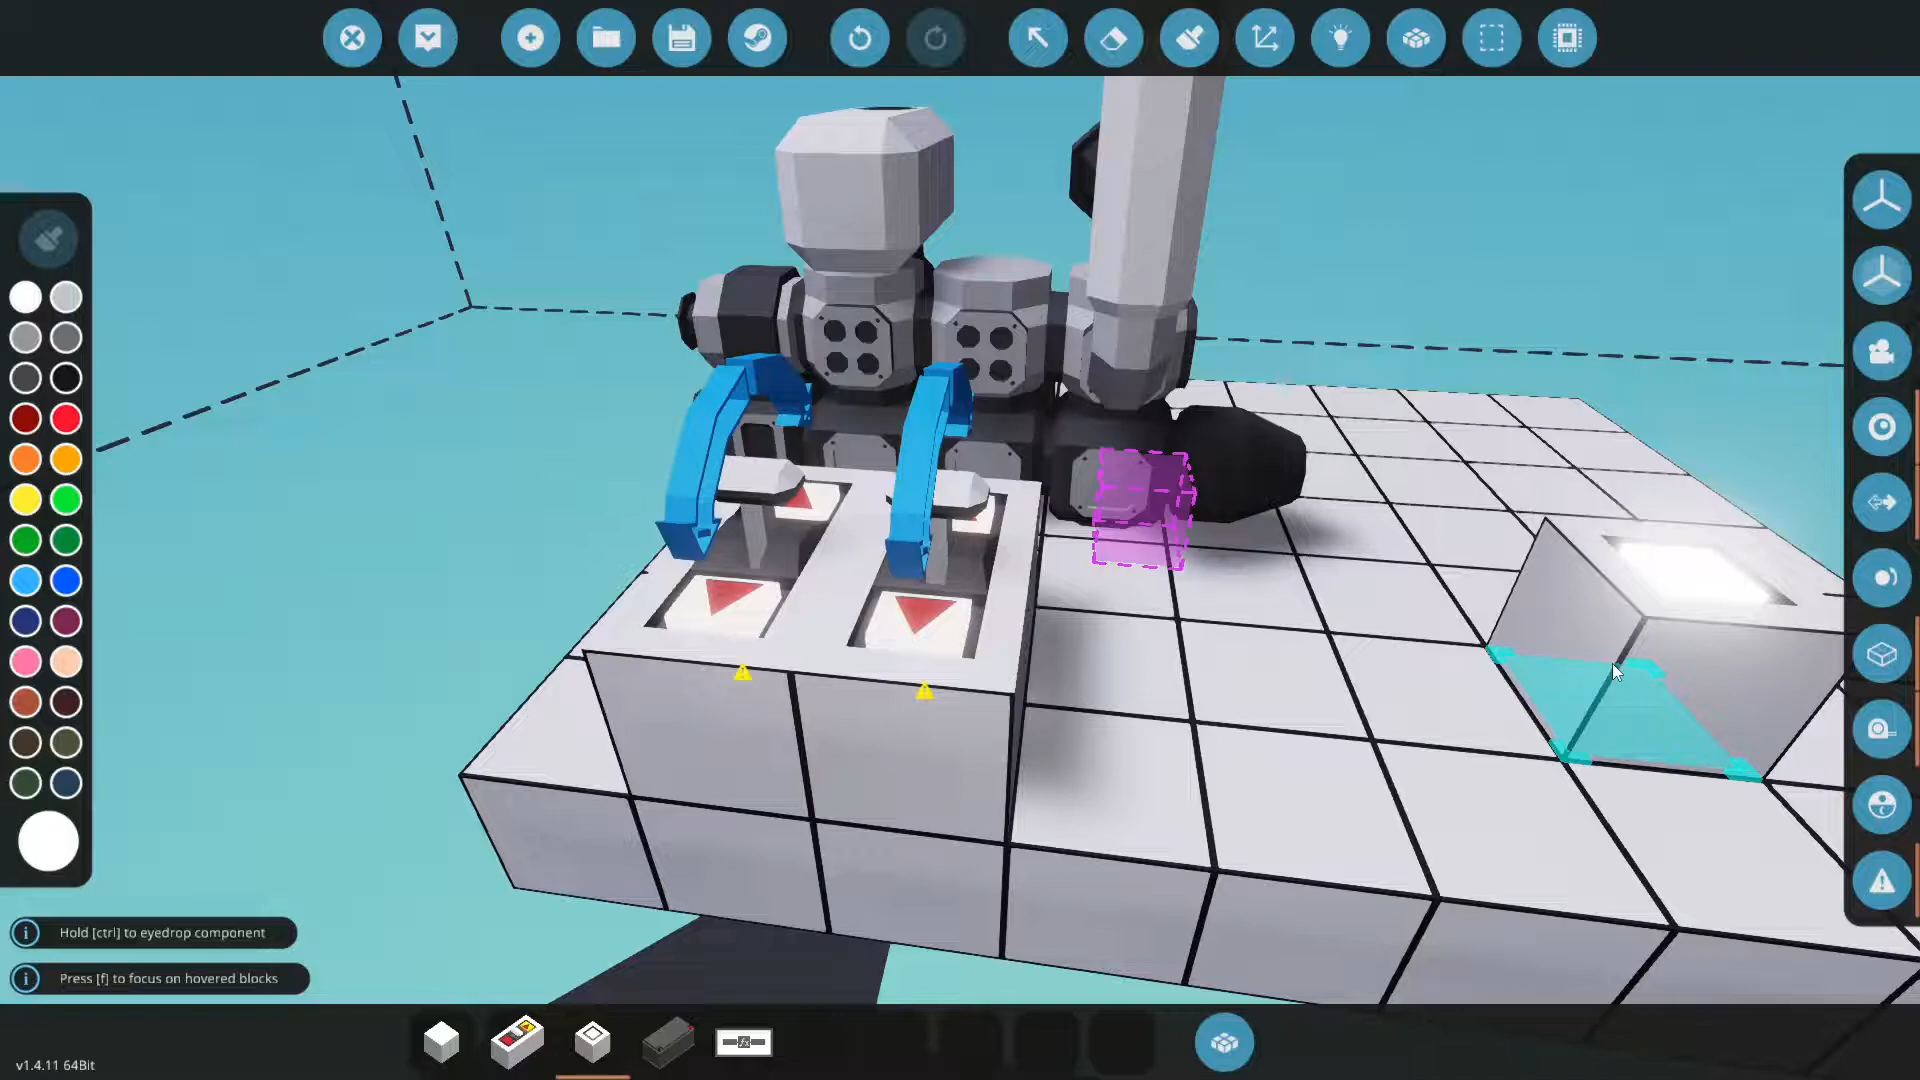 Hold [ctrl] to eyedrop component
Press [f] to focus on hovered blocks
v1.4.11 64Bit